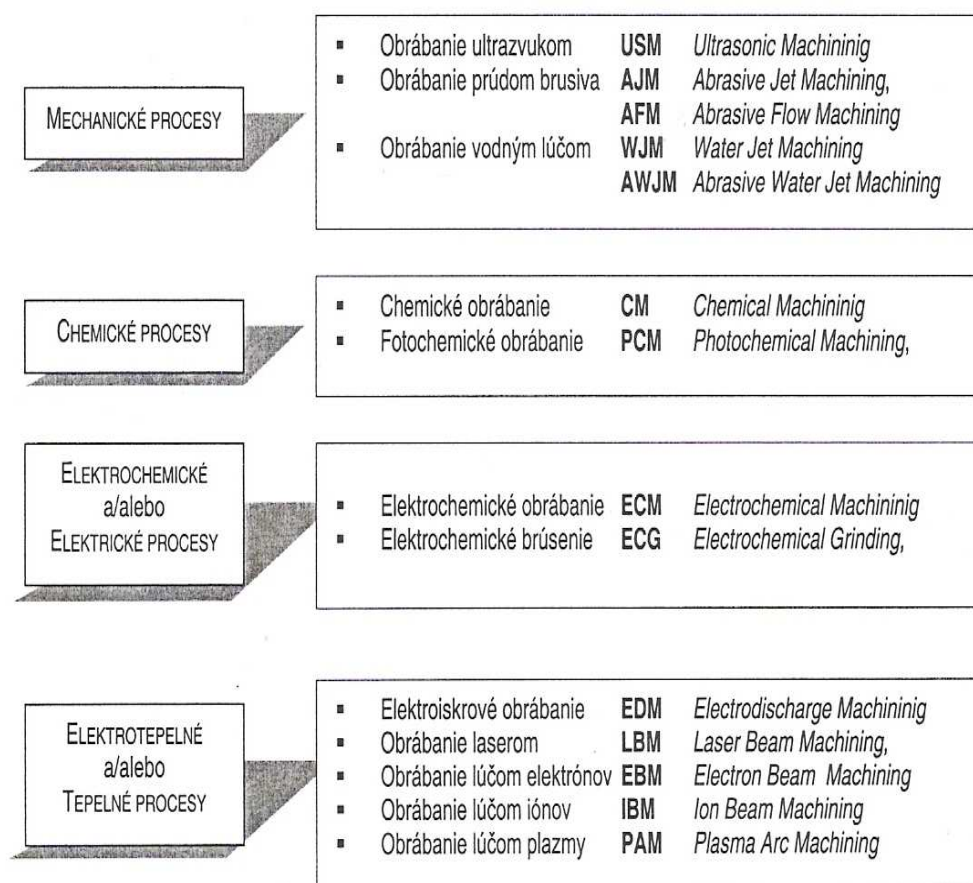 MECHANICKÉ PROCESY
▪ Obrábanie ultrazvukom USM Ultrasonic Machininig
▪ Obrábanie prúdom brusiva AJM Abrasive Jet Machining,
AFM Abrasive Flow Machining
▪ Obrábanie vodným lúčom WJM Water Jet Machining
AWJM Abrasive Water Jet Machining
CHEMICKÉ PROCESY
▪ Chemické obrábanie CM Chemical Machininig
▪ Fotochemické obrábanie PCM Photochemical Machining,
ELEKTROCHEMICKÉ
a/alebo
ELEKTRICKÉ PROCESY
▪ Elektrochemické obrábanie ECM Electrochemical Machininig
▪ Elektrochemické brúsenie ECG Electrochemical Grinding,
ELEKTROTEPELNÉ
a/alebo
TEPELNÉ PROCESY
▪ Elektroiskrové obrábanie EDM Electrodischarge Machininig
▪ Obrábanie laserom LBM Laser Beam Machining,
▪ Obrábanie lúčom elektrónov EBM Electron Beam Machining
▪ Obrábanie lúčom iónov IBM Ion Beam Machining
▪ Obrábanie lúčom plazmy PAM Plasma Arc Machining